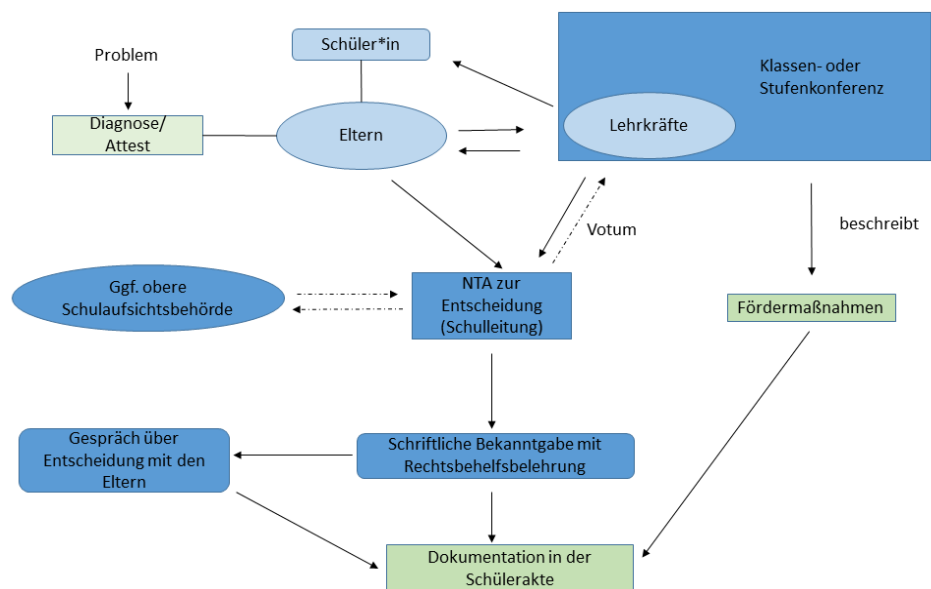 Schüler*in
Problem
Klassen- oder
Stufenkonferenz
Diagnose/
Attest
Eltern
Lehrkräfte
Votum
beschreibt
Ggf. obere
Schulaufsichtsbehörde
NTA zur
Entscheidung
(Schulleitung)
Fördermaßnahmen
Gespräch über
Entscheidung mit den
Eltern
Schriftliche Bekanntgabe mit
Rechtsbehelfsbelehrung
Dokumentation in der
Schülerakte